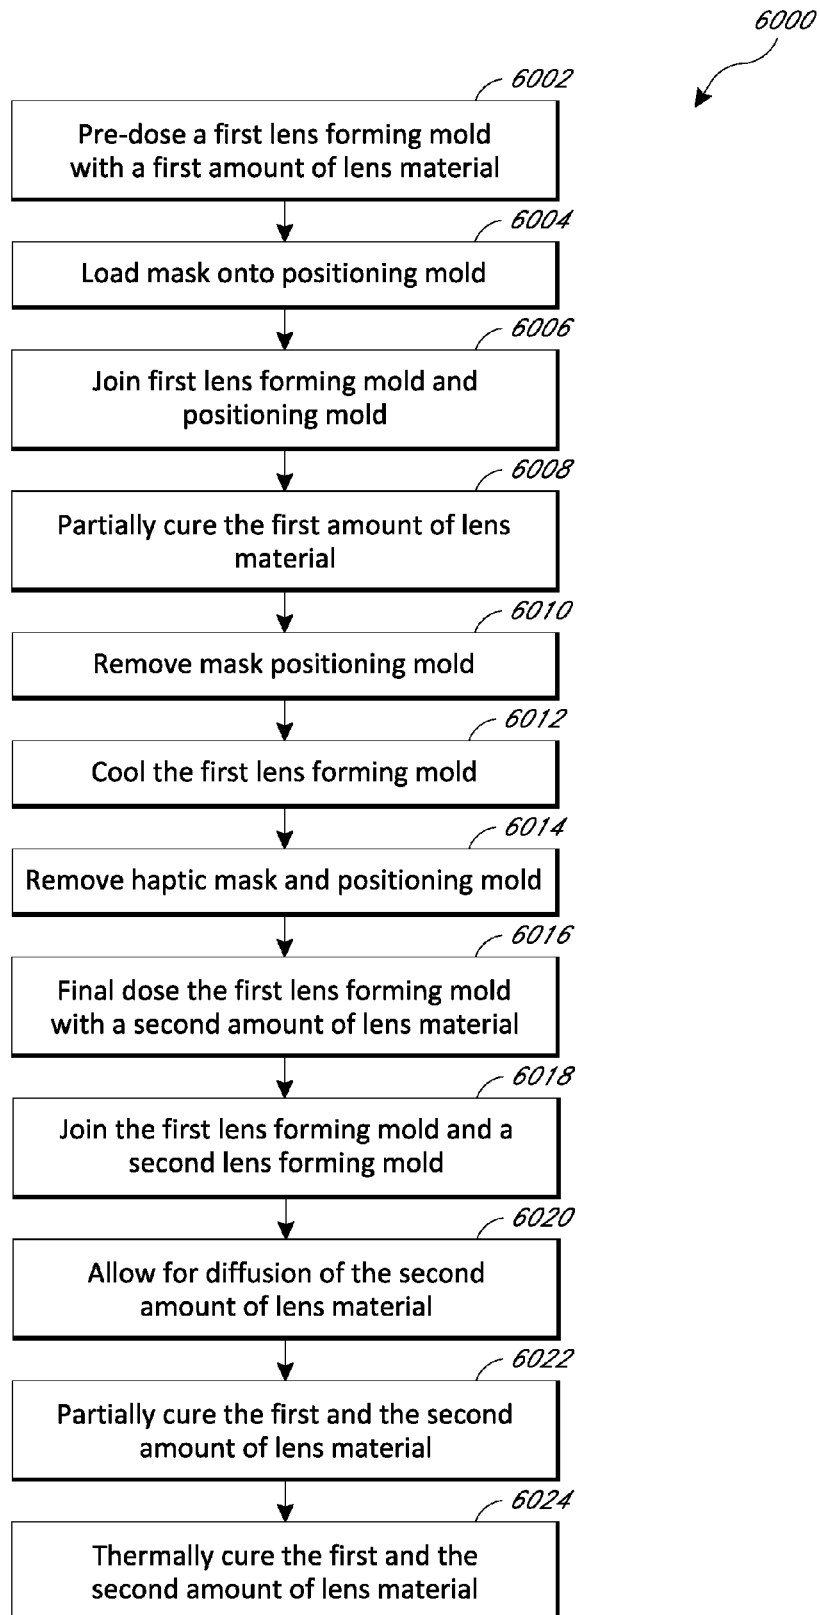 6000
6002
Pre-dose a first lens forming mold
with a first amount of lens material
6004
Load mask onto positioning mold
6006
Join first lens forming mold and
positioning mold
6008
Partially cure the first amount of lens
material
6010
Remove mask positioning mold
6012
Cool the first lens forming mold
6014
Remove haptic mask and positioning mold
6016
Final dose the first lens forming mold
with a second amount of lens material
6018
Join the first lens forming mold and a
second lens forming mold
6020
Allow for diffusion of the second
amount of lens material
6022
Partially cure the first and the second
amount of lens material
6024
Thermally cure the first and the
second amount of lens material